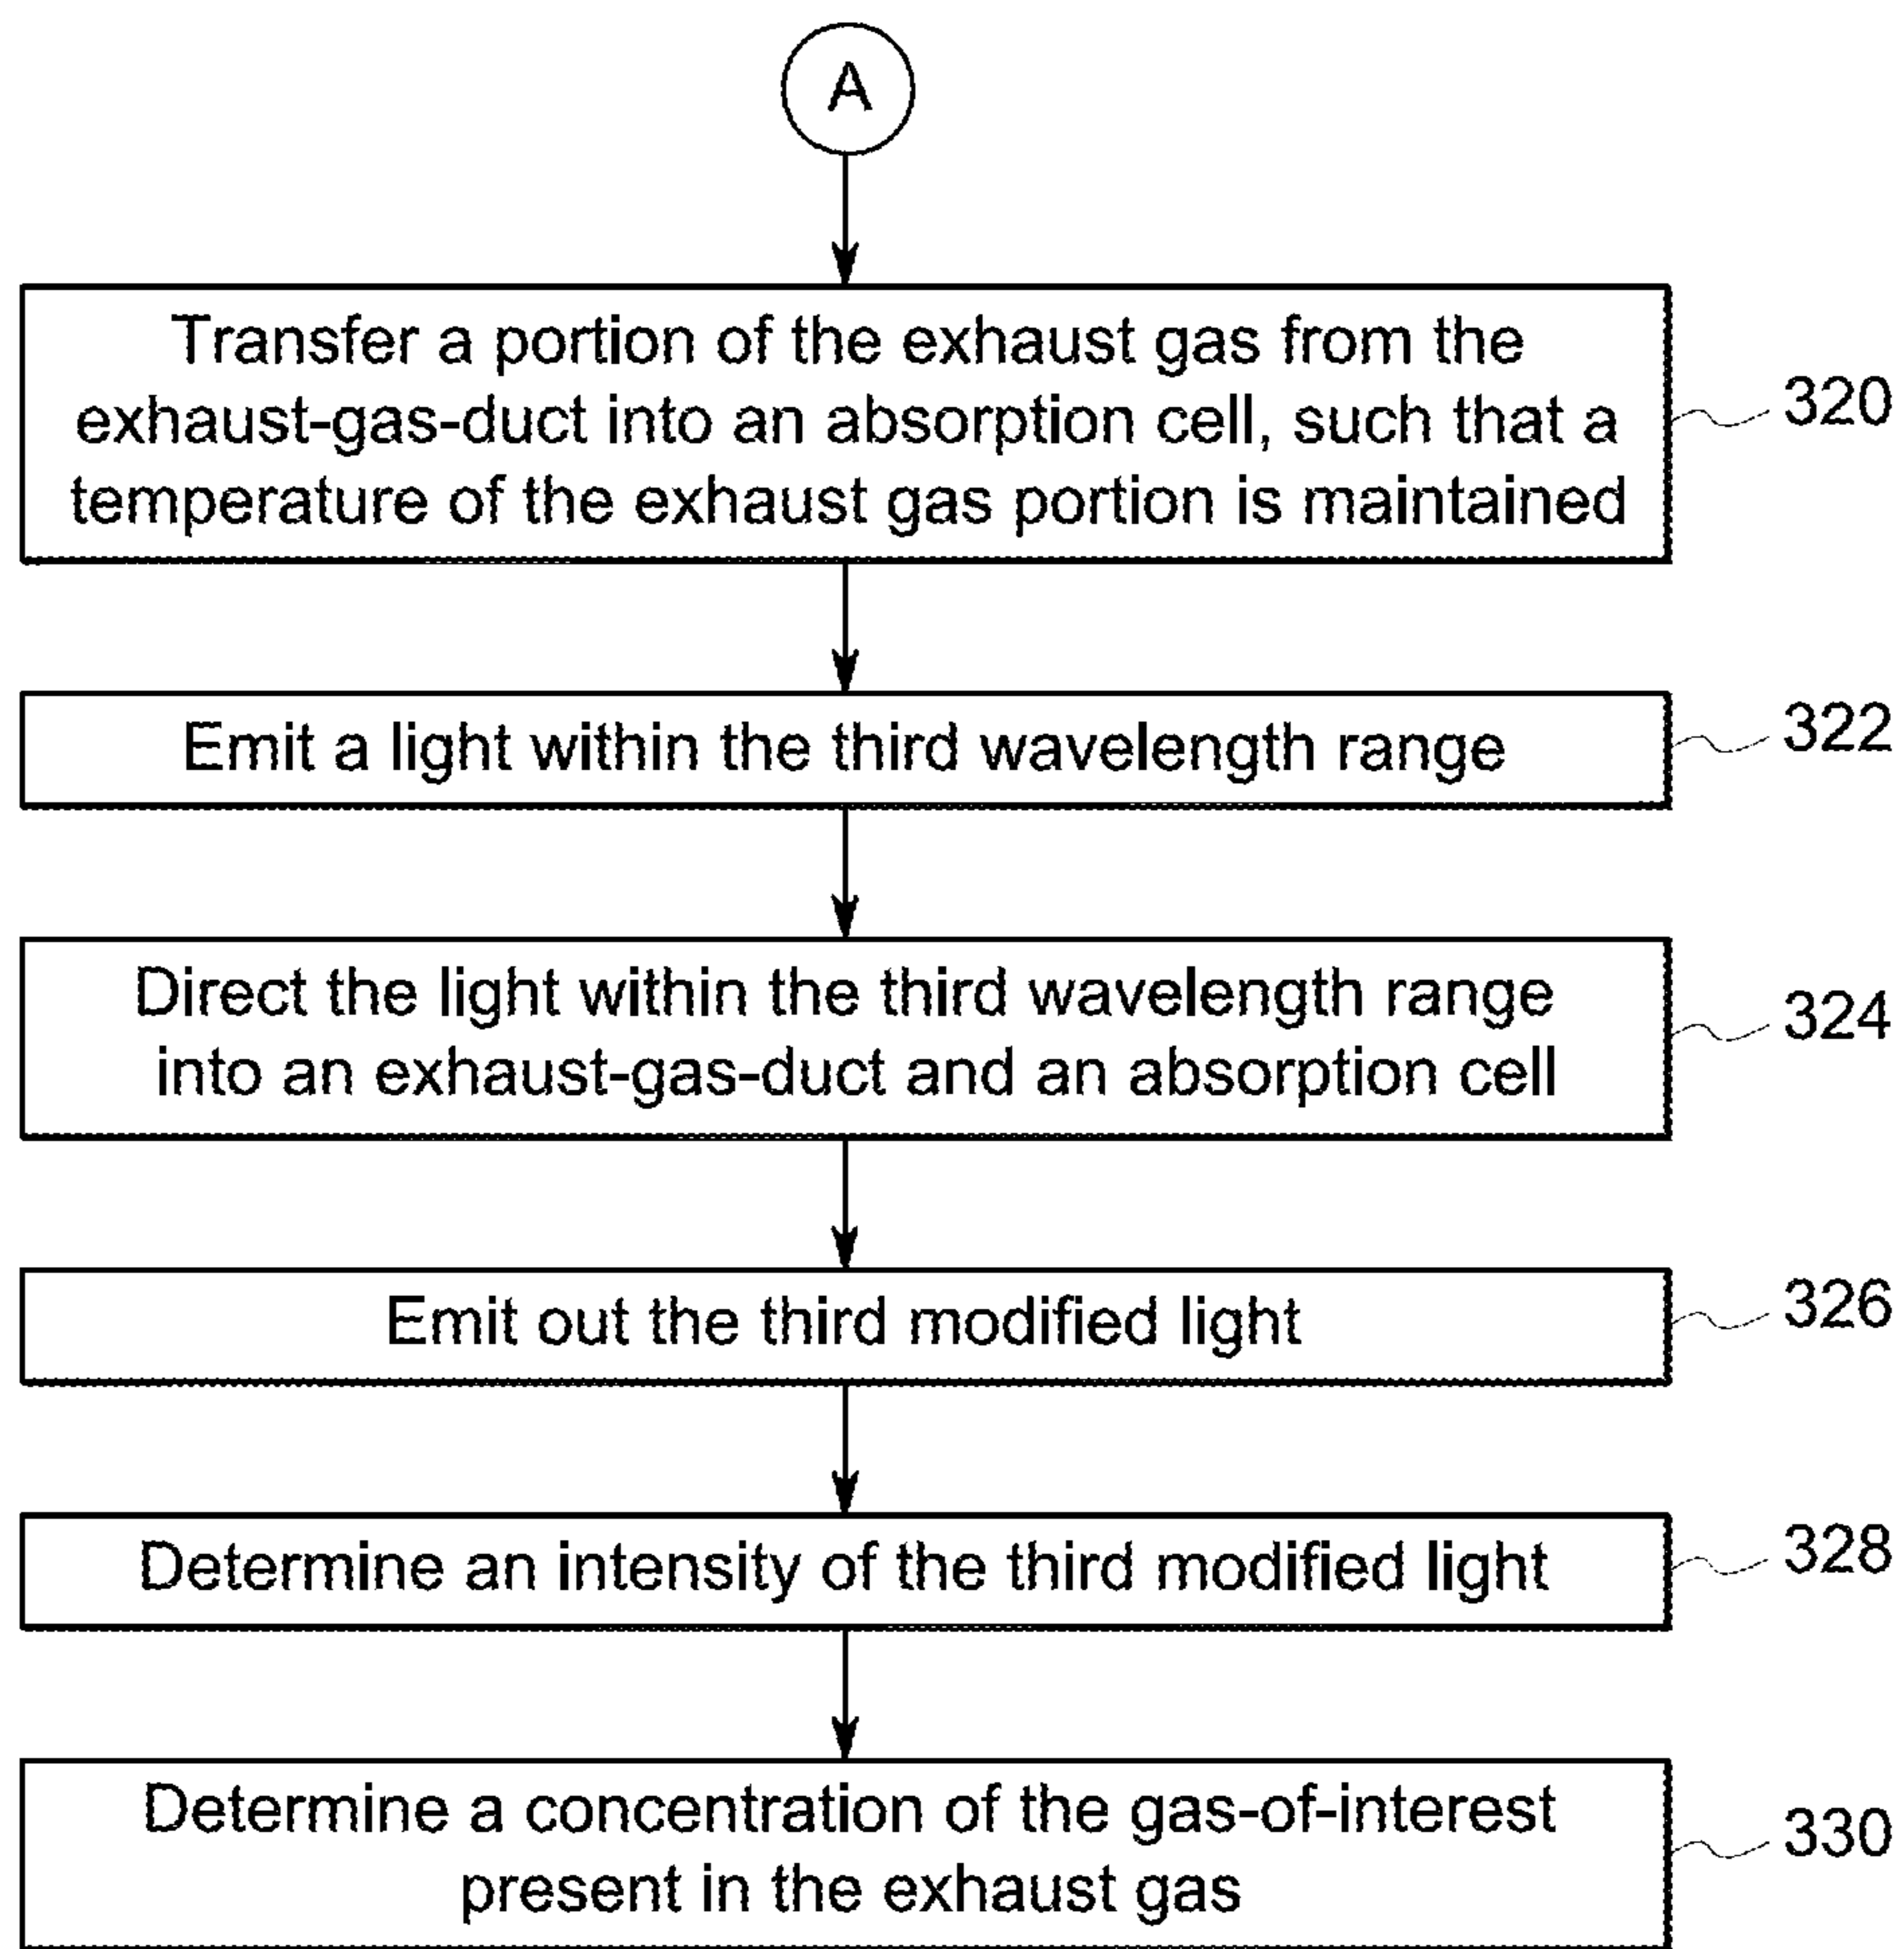 A
Transfer a portion of the exhaust gas from the
exhaust-gas-duct into an absorption cell, such that a
temperature of the exhaust gas portion is maintained
320
Emit a light within the third wavelength range
322
Direct the light within the third wavelength range
into an exhaust-gas-duct and an absorption cell
324
Emit out the third modified light
326
Determine an intensity of the third modified light
328
Determine a concentration of the gas-of-interest
present in the exhaust gas
330